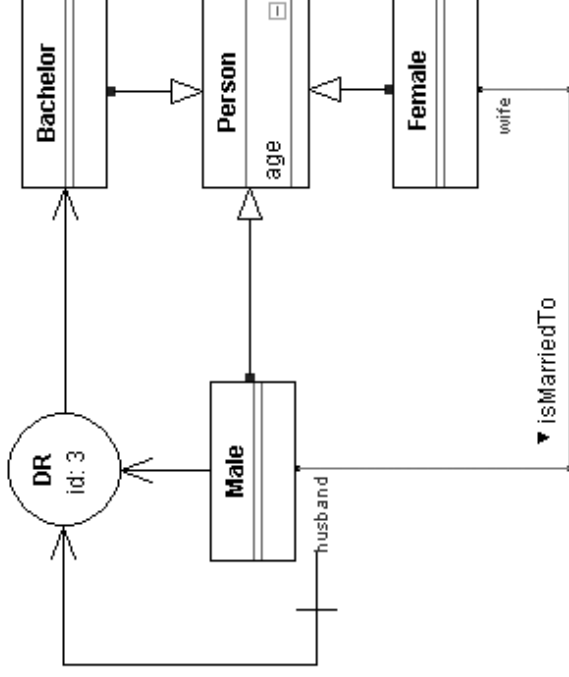 Bachelor
Person
age
Female
wife
DR
id: 3
Male
husband
isMarriedTo